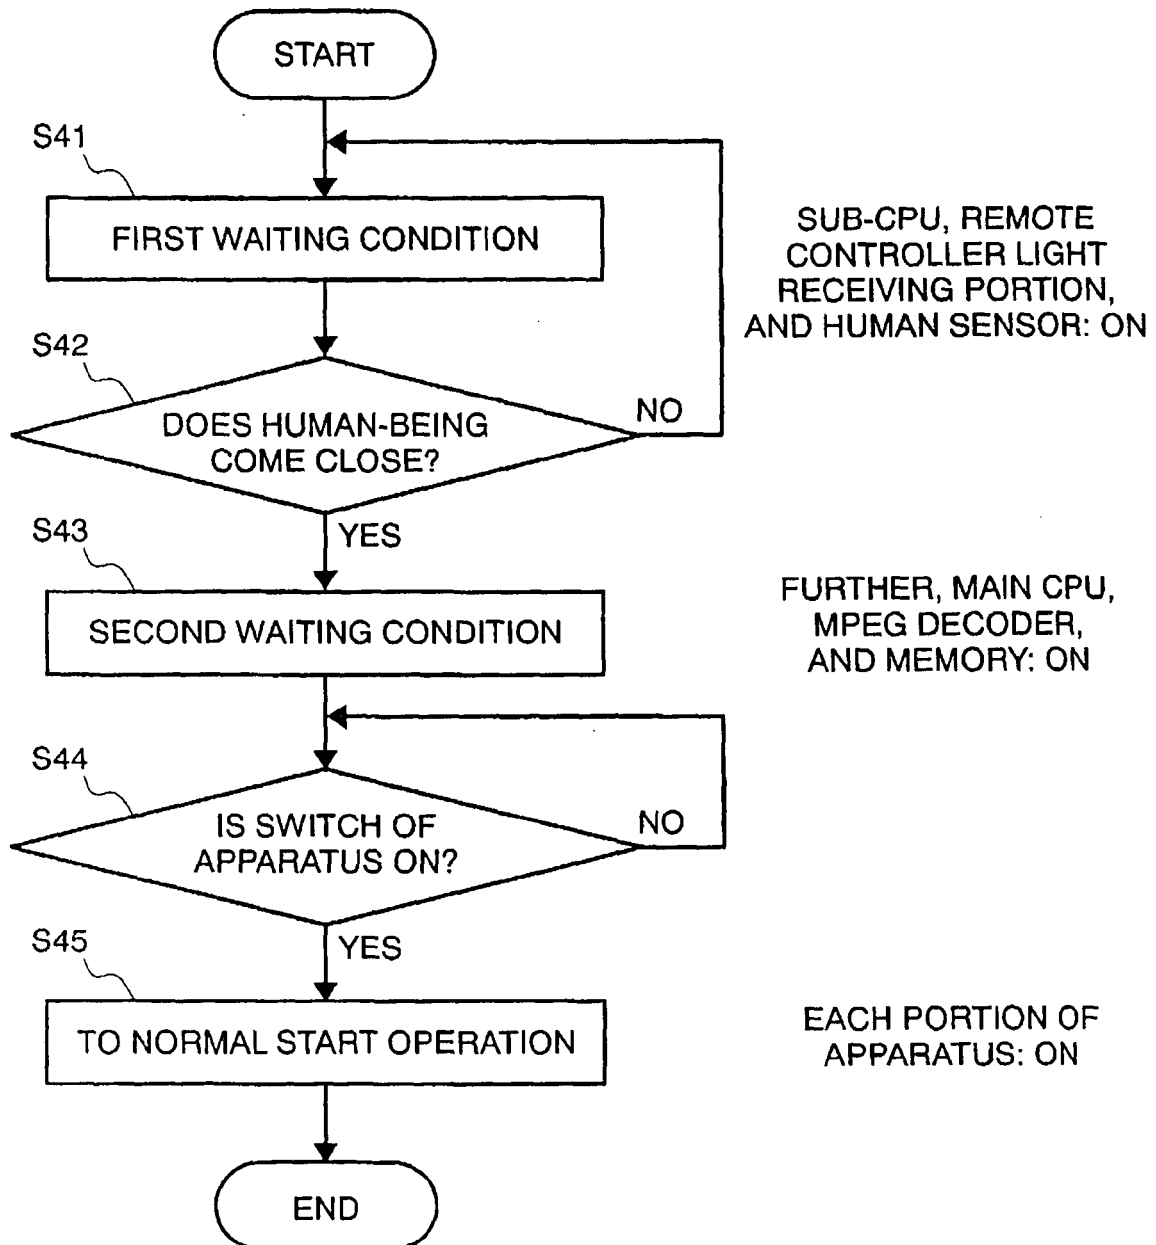 START
S41
FIRST WAITING CONDITION
SUB-CPU, REMOTE
CONTROLLER LIGHT
RECEIVING PORTION,
AND HUMAN SENSOR: ON
S42
DOES HUMAN-BEING
COME CLOSE?
NO
YES
S43
SECOND WAITING CONDITION
FURTHER, MAIN CPU,
MPEG DECODER,
AND MEMORY: ON
S44
IS SWITCH OF
APPARATUS ON?
NO
YES
S45
TO NORMAL START OPERATION
EACH PORTION OF
APPARATUS: ON
END